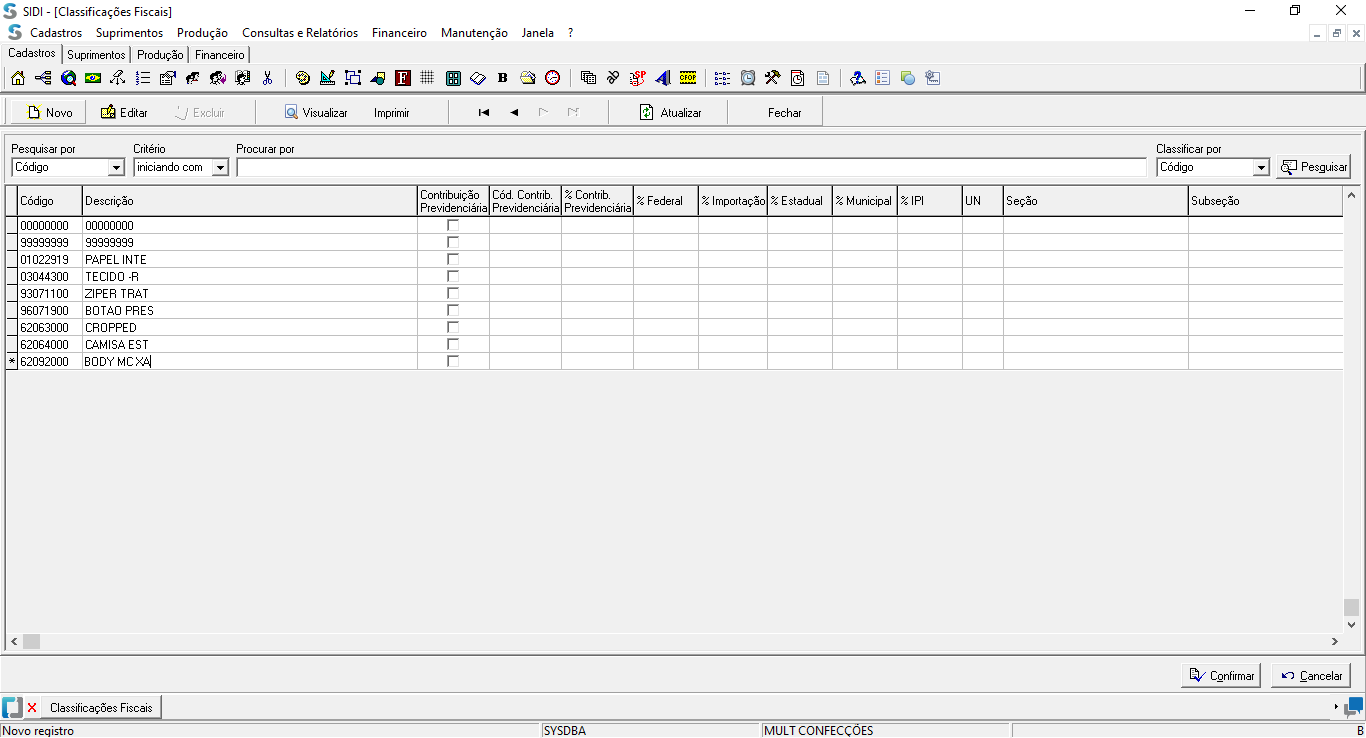 SIDI - [Classificações Fiscais]
Cadastros Suprimentos Produção Consultas e Relatórios Financeiro Manutenção Janela ?
Cadastros Suprimentos Produção Financeiro
F B SP CFOP
Novo Editar Excluir Visualizar Imprimir Atualizar Fechar
Pesquisar por Critério Procurar por Classificar por
Código iniciando com Código Pesquisar
Código Descrição Contribuição Previdenciária Cód. Contrib. Previdenciária % Contrib. Previdenciária % Federal % Importação % Estadual % Municipal % IPI UN Seção Subseção
00000000 00000000
99999999 99999999
01022919 PAPEL INTE
03044300 TECIDO -R
93071100 ZIPER TRAT
96071900 BOTAO PRES
62063000 CROPPED
62064000 CAMISA EST
* 62092000 BODY MC XA
Confirmar Cancelar
Classificações Fiscais
Novo registro SYSDBA MULT CONFECÇÕES B